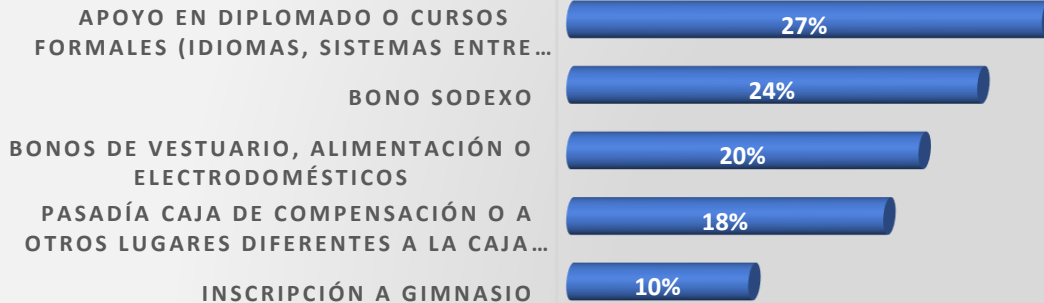 APOYO EN DIPLOMADO O CURSOS
FORMALES (IDIOMAS, SISTEMAS ENTRE…
27%
BONO SODEXO
24%
BONOS DE VESTUARIO, ALIMENTACIÓN O
ELECTRODOMÉSTICOS
20%
PASADÍA CAJA DE COMPENSACIÓN O A
OTROS LUGARES DIFERENTES A LA CAJA…
18%
INSCRIPCIÓN A GIMNASIO
10%